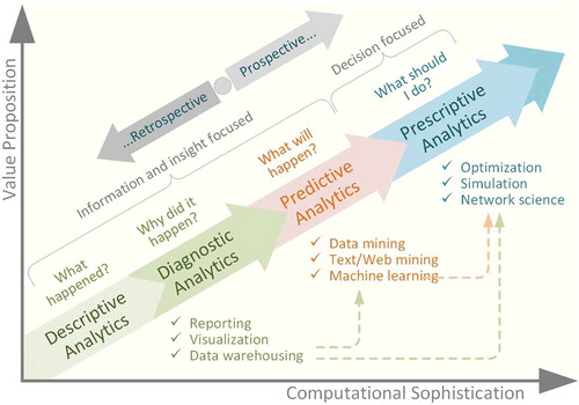 Value Proposition
...Retrospective
Prospective...
Information and insight focused
Decision focused
What
happened?
Why did it
happen?
What will
happen?
What should
I do?
Descriptive
Analytics
Diagnostic
Analytics
Predictive
Analytics
Prescriptive
Analytics
✓ Optimization
✓ Simulation
✓ Network science
✓ Data mining
✓ Text/Web mining
✓ Machine learning
✓ Reporting
✓ Visualization
✓ Data warehousing
Computational Sophistication